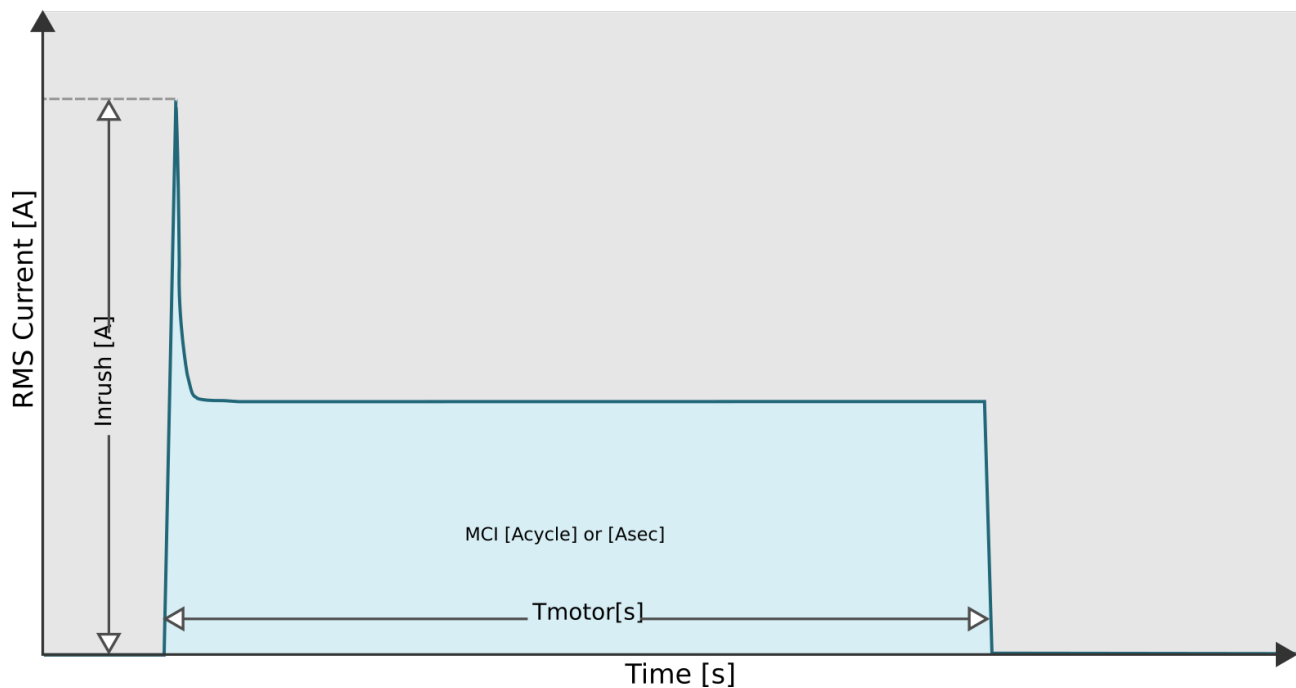 RMS Current [A]
Inrush [A]
MCI [Acycle] or [Asec]
Tmotor[s]
Time [s]